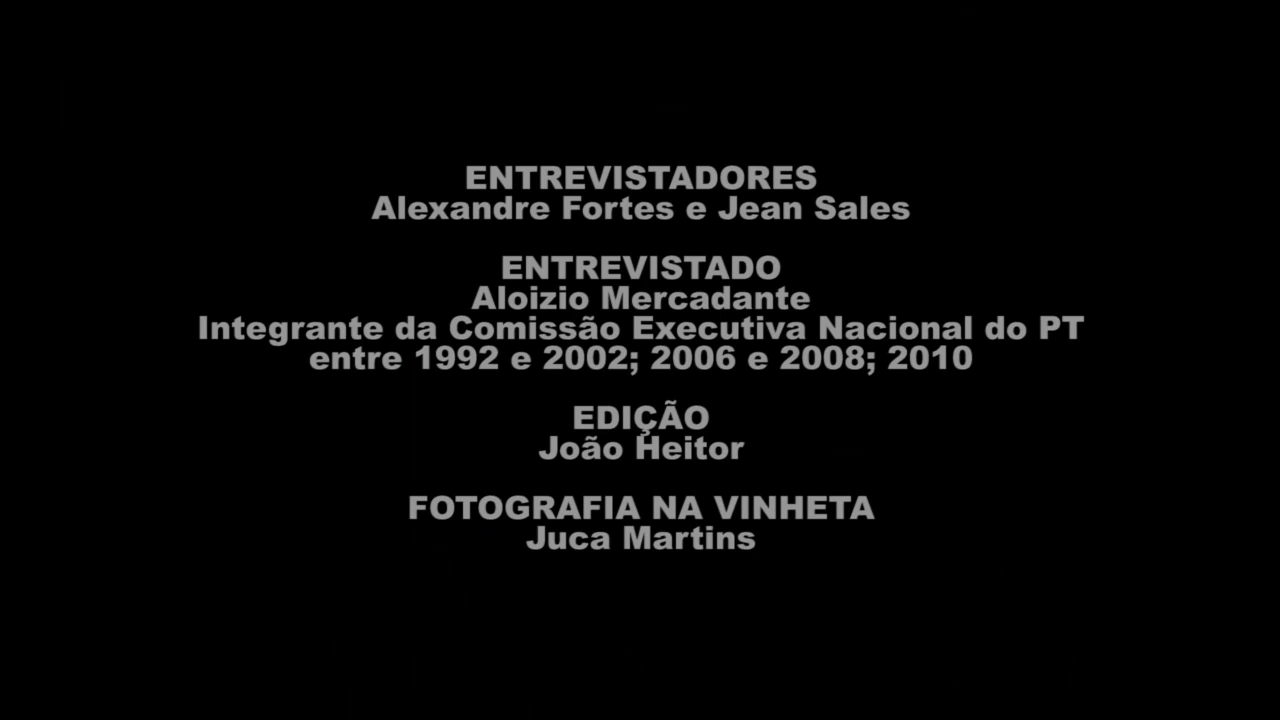 ENTREVISTADORES
Alexandre Fortes e Jean Sales
ENTREVISTADO
Aloizio Mercadante
Integrante da Comissão Executiva Nacional do PT
entre 1992 e 2002; 2006 e 2008; 2010
EDIÇÃO
João Heitor
FOTOGRAFIA NA VINHETA
Juca Martins